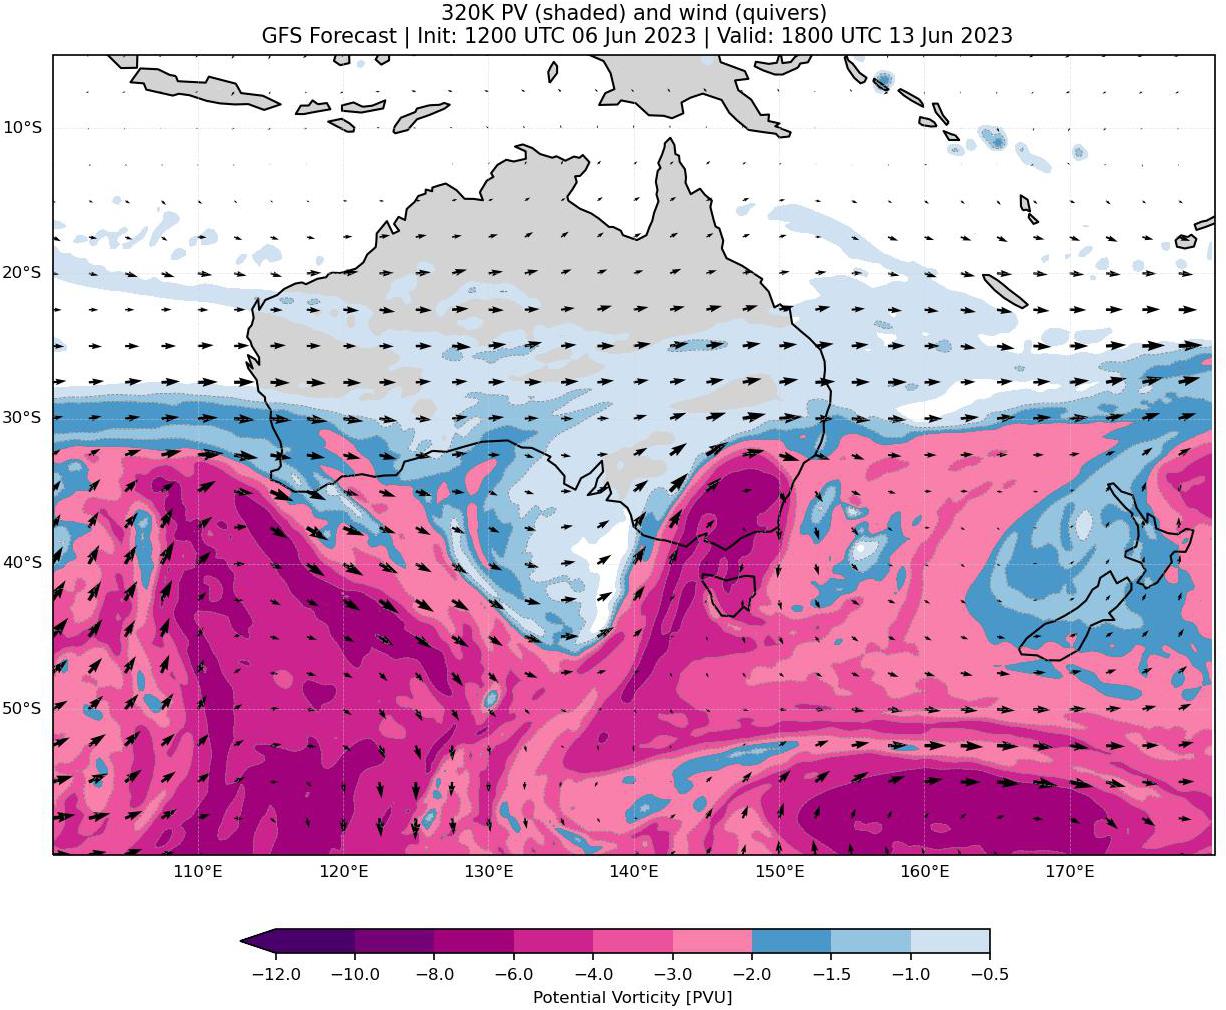 320K PV (shaded) and wind (quivers)
GFS Forecast | Init: 1200 UTC 06 Jun 2023 | Valid: 1800 UTC 13 Jun 2023
10°S
20°S
30°S
40°S
50°S
110°E 120°E 130°E 140°E 150°E 160°E 170°E
−12.0 −10.0 −8.0 −6.0 −4.0 −3.0 −2.0 −1.5 −1.0 −0.5
Potential Vorticity [PVU]